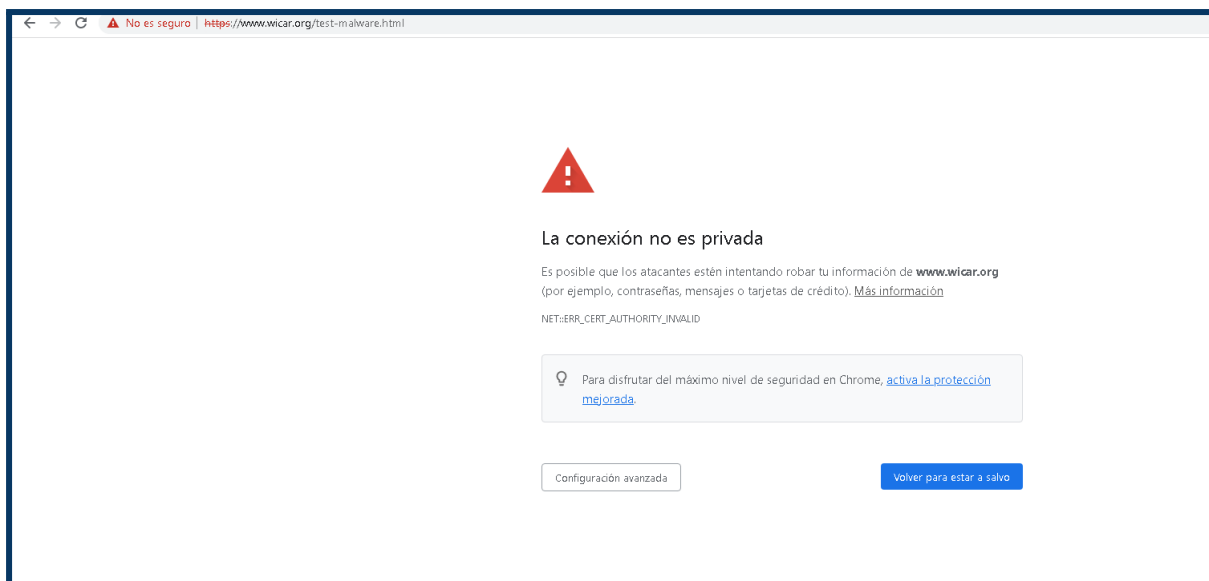 No es seguro | https://www.wicar.org/test-malware.html
La conexión no es privada
Es posible que los atacantes estén intentando robar tu información de www.wicar.org
(por ejemplo, contraseñas, mensajes o tarjetas de crédito). Más información
NET::ERR_CERT_AUTHORITY_INVALID
Para disfrutar del máximo nivel de seguridad en Chrome, activa la protección
mejorada.
Configuración avanzada
Volver para estar a salvo